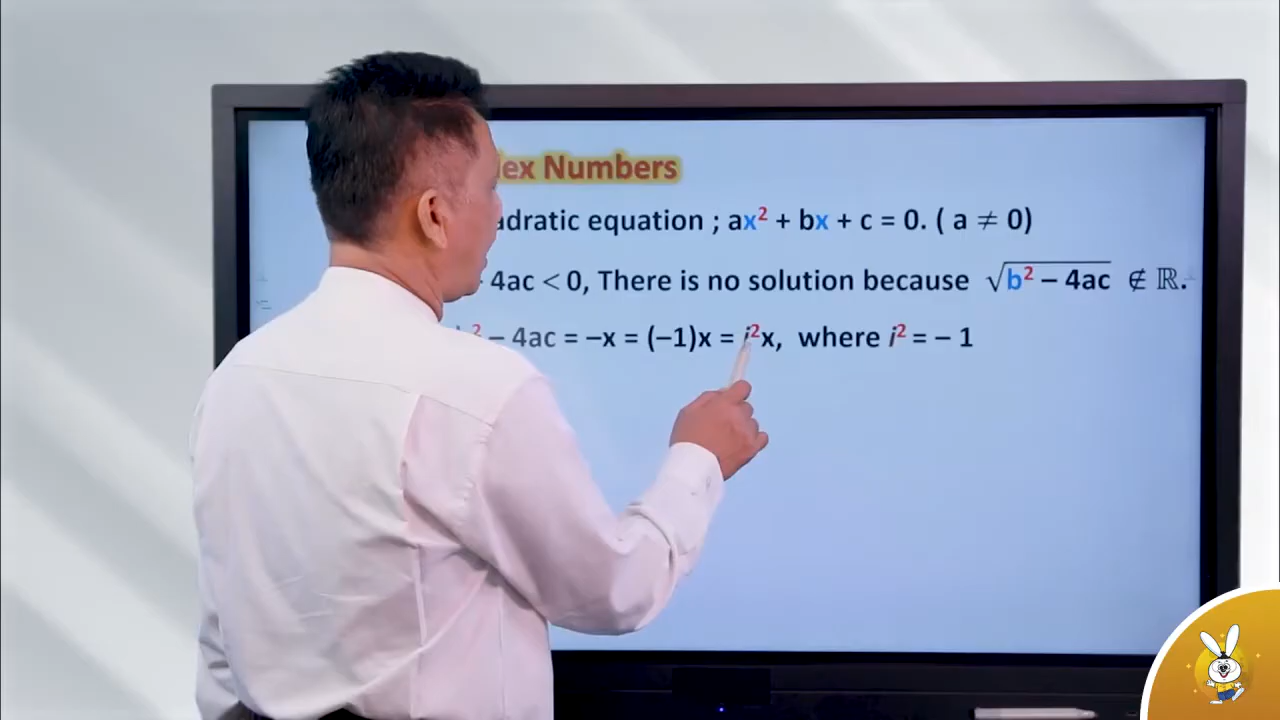 lex Numbers
adratic equation ; ax² + bx + c = 0. ( a ≠ 0)
- 4ac < 0, There is no solution because √(b² – 4ac) ∉ ℝ.
² – 4ac = –x = (–1)x = i²x, where i² = – 1